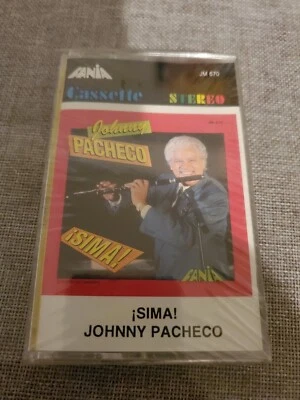 FANIA
JM 670
Cassette
STEREO
Johnny
PACHECO
¡SIMA!
FANIA
¡SIMA!
JOHNNY PACHECO